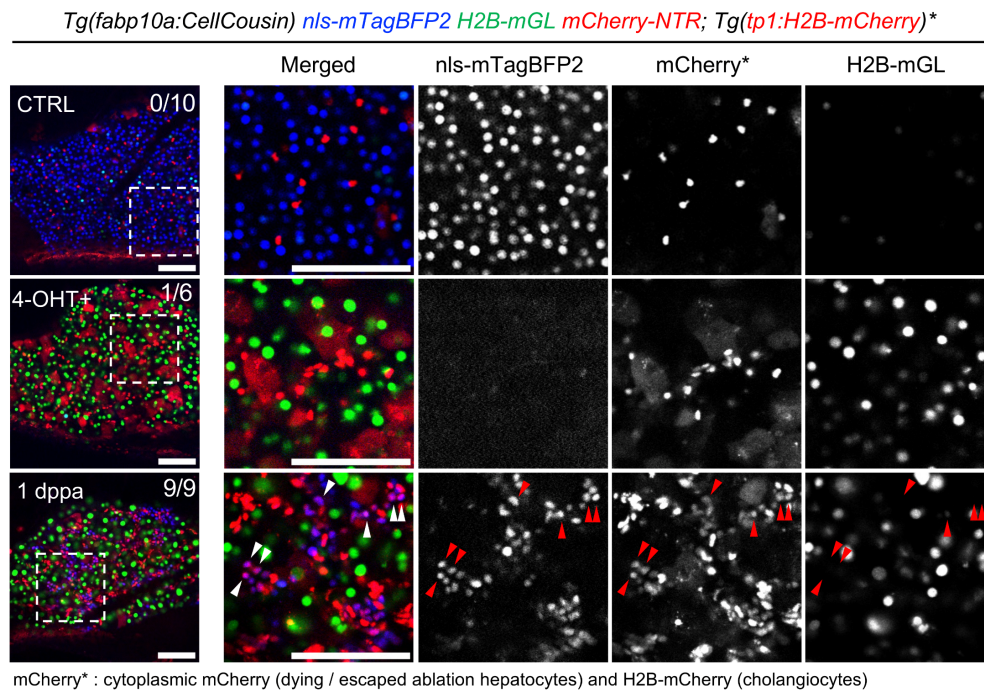 Tg(fabp10a:CellCousin) nls-mTagBFP2 H2B-mGL mCherry-NTR; Tg(tp1:H2B-mCherry)*
Merged nls-mTagBFP2 mCherry* H2B-mGL
CTRL 0/10
4-OHT+ 1/6
1 dppa 9/9
mCherry* : cytoplasmic mCherry (dying / escaped ablation hepatocytes) and H2B-mCherry (cholangiocytes)